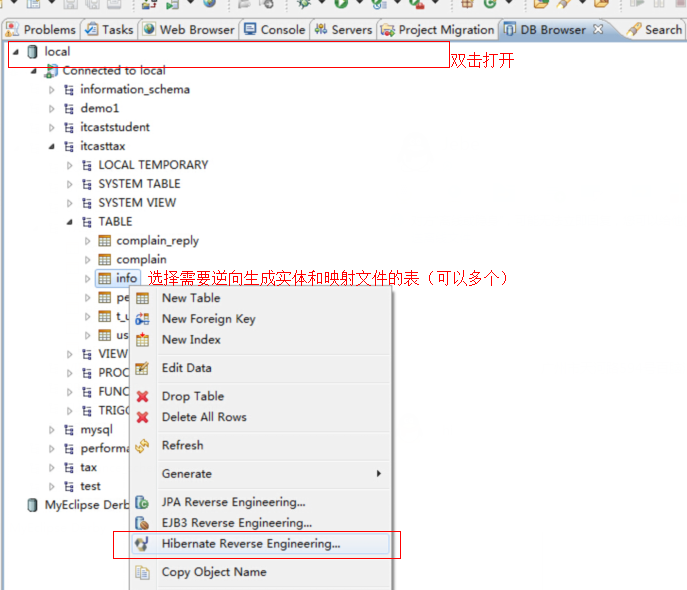 Problems Tasks Web Browser Console Servers Project Migration DB Browser Search
local
双击打开
Connected to local
information_schema
demo1
itcaststudent
itcasttax
LOCAL TEMPORARY
SYSTEM TABLE
SYSTEM VIEW
TABLE
complain_reply
complain
info 选择需要逆向生成实体和映射文件的表（可以多个）
pe
t_u
us
VIEW
PROC
FUNC
TRIGG
mysql
performa
tax
test
MyEclipse Derb
New Table
New Foreign Key
New Index
Edit Data
Drop Table
Delete All Rows
Refresh
Generate
JPA Reverse Engineering...
EJB3 Reverse Engineering...
Hibernate Reverse Engineering...
Copy Object Name